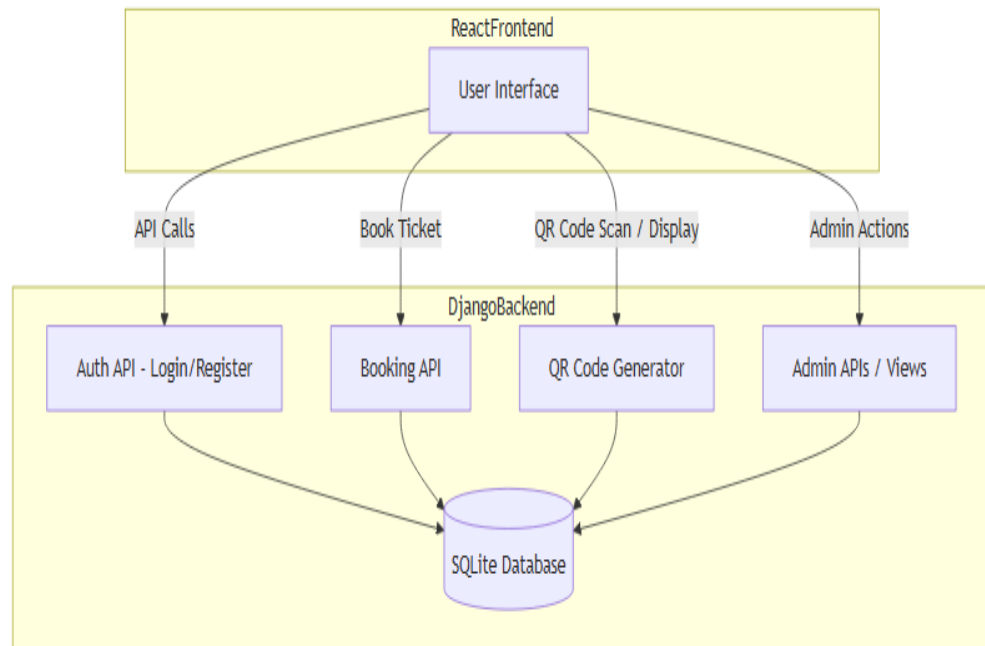 ReactFrontend
User Interface
API Calls
Book Ticket
QR Code Scan / Display
Admin Actions
DjangoBackend
Auth API - Login/Register
Booking API
QR Code Generator
Admin APIs / Views
SQLite Database